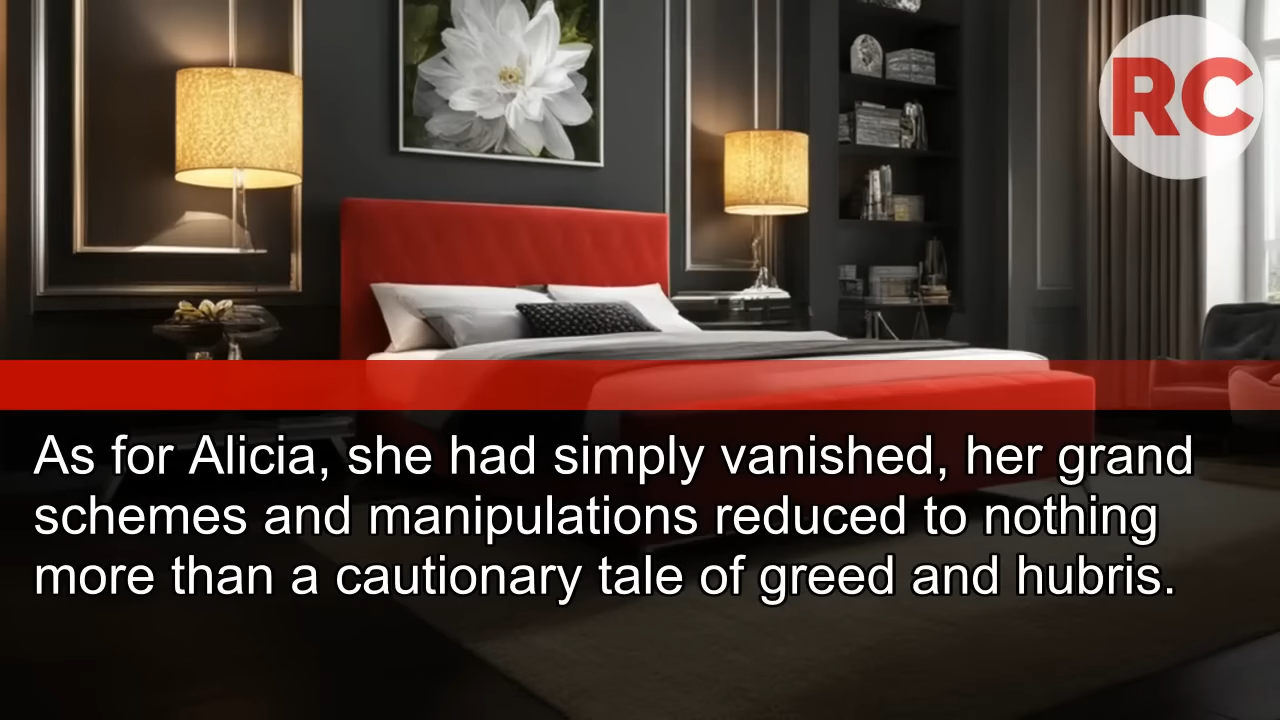 RC
As for Alicia, she had simply vanished, her grand
schemes and manipulations reduced to nothing
more than a cautionary tale of greed and hubris.